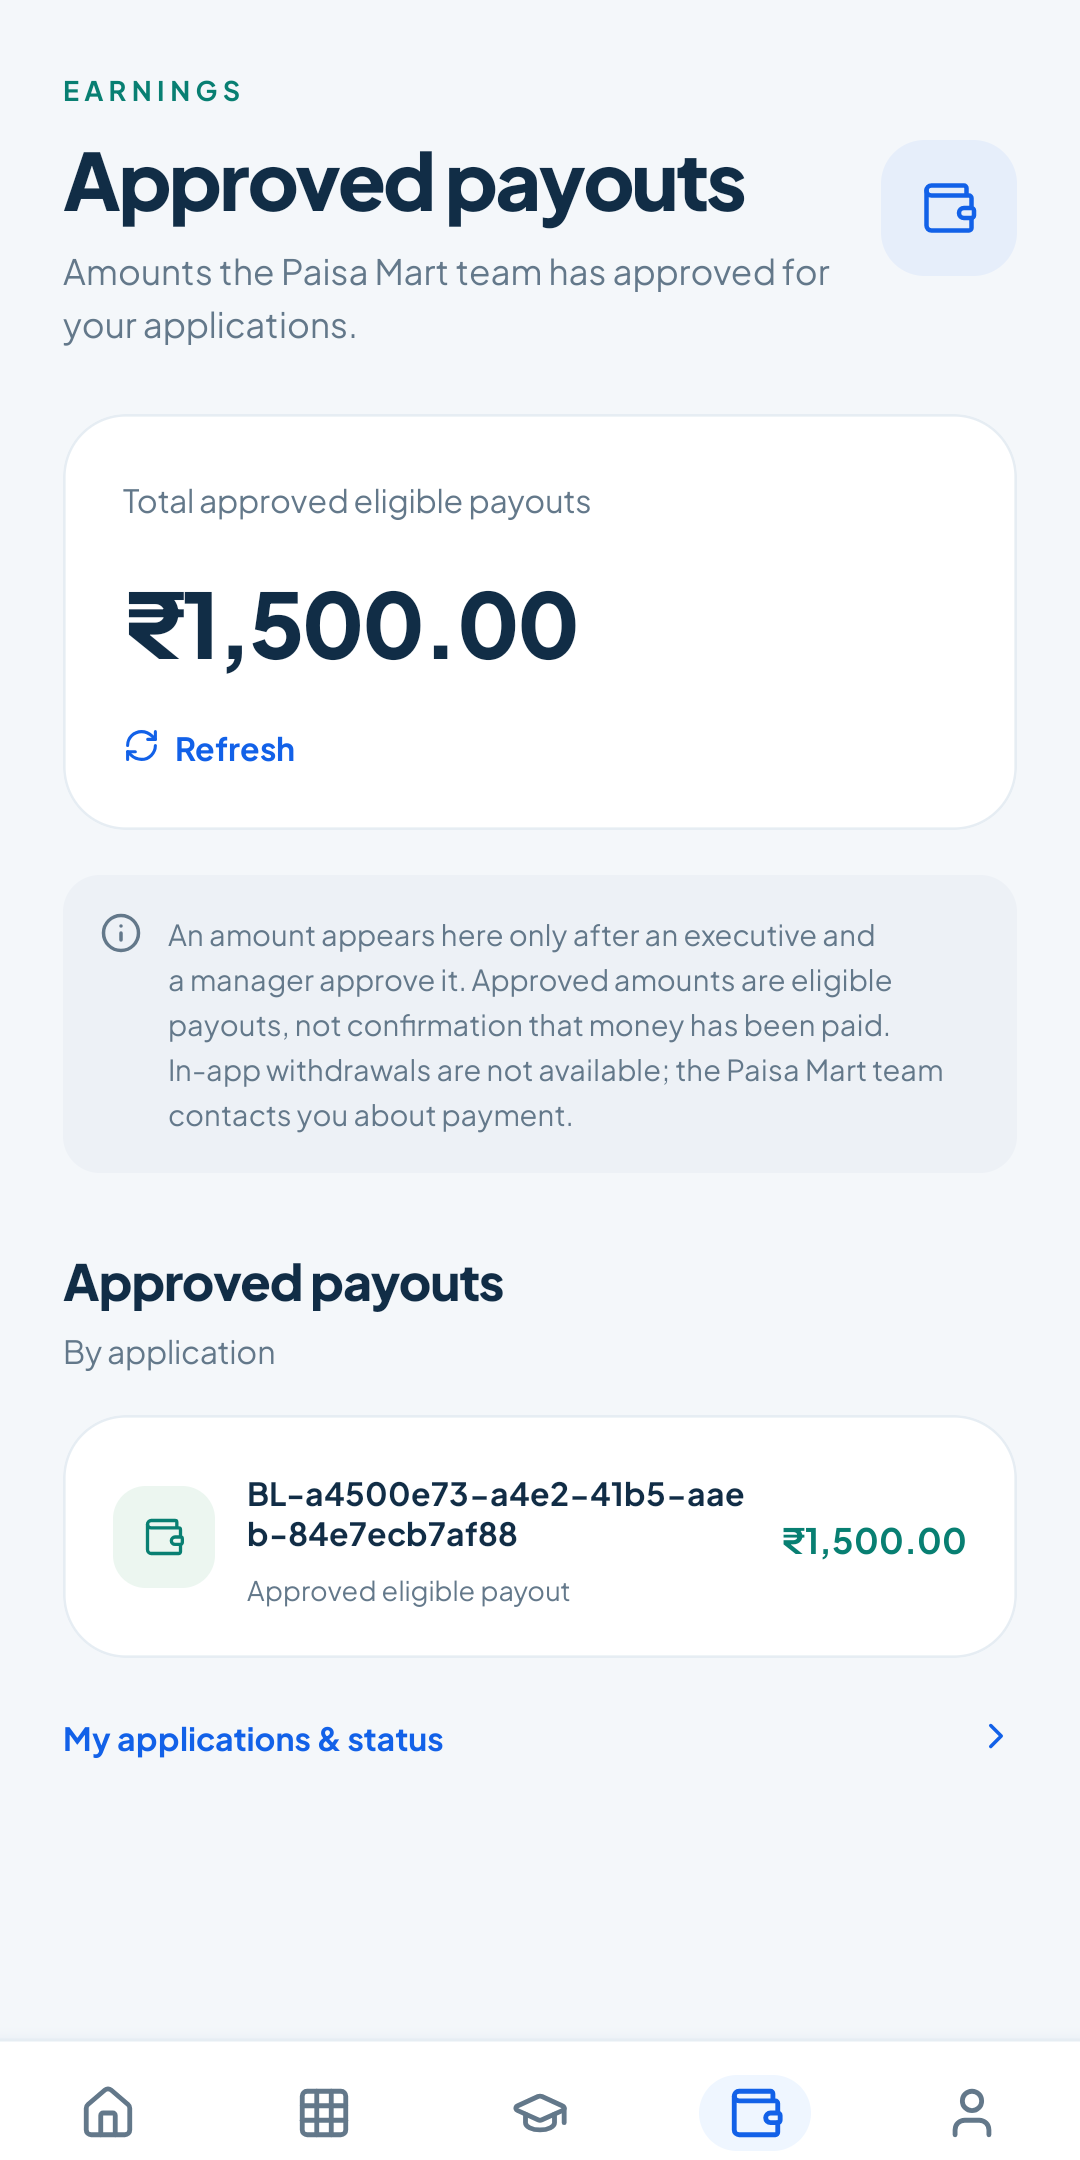 EARNINGS
Approved payouts
Amounts the Paisa Mart team has approved for
your applications.
Total approved eligible payouts
₹1,500.00
Refresh
An amount appears here only after an executive and
a manager approve it. Approved amounts are eligible
payouts, not confirmation that money has been paid.
In-app withdrawals are not available; the Paisa Mart team
contacts you about payment.
Approved payouts
By application
BL-a4500e73-a4e2-41b5-aae
b-84e7ecb7af88
₹1,500.00
Approved eligible payout
My applications & status